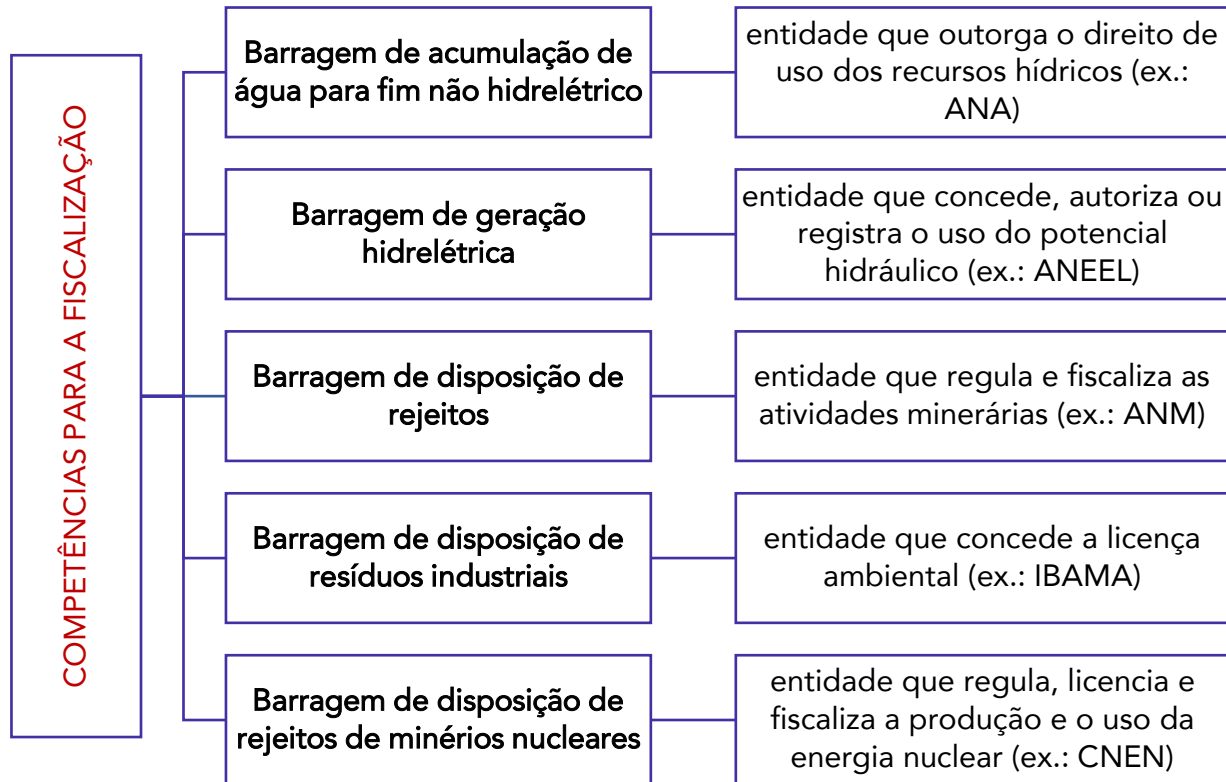 COMPETÊNCIAS PARA A FISCALIZAÇÃO
Barragem de acumulação de
água para fim não hidrelétrico
entidade que outorga o direito de
uso dos recursos hídricos (ex.:
ANA)
Barragem de geração
hidrelétrica
entidade que concede, autoriza ou
registra o uso do potencial
hidráulico (ex.: ANEEL)
Barragem de disposição de
rejeitos
entidade que regula e fiscaliza as
atividades minerárias (ex.: ANM)
Barragem de disposição de
resíduos industriais
entidade que concede a licença
ambiental (ex.: IBAMA)
Barragem de disposição de
rejeitos de minérios nucleares
entidade que regula, licencia e
fiscaliza a produção e o uso da
energia nuclear (ex.: CNEN)